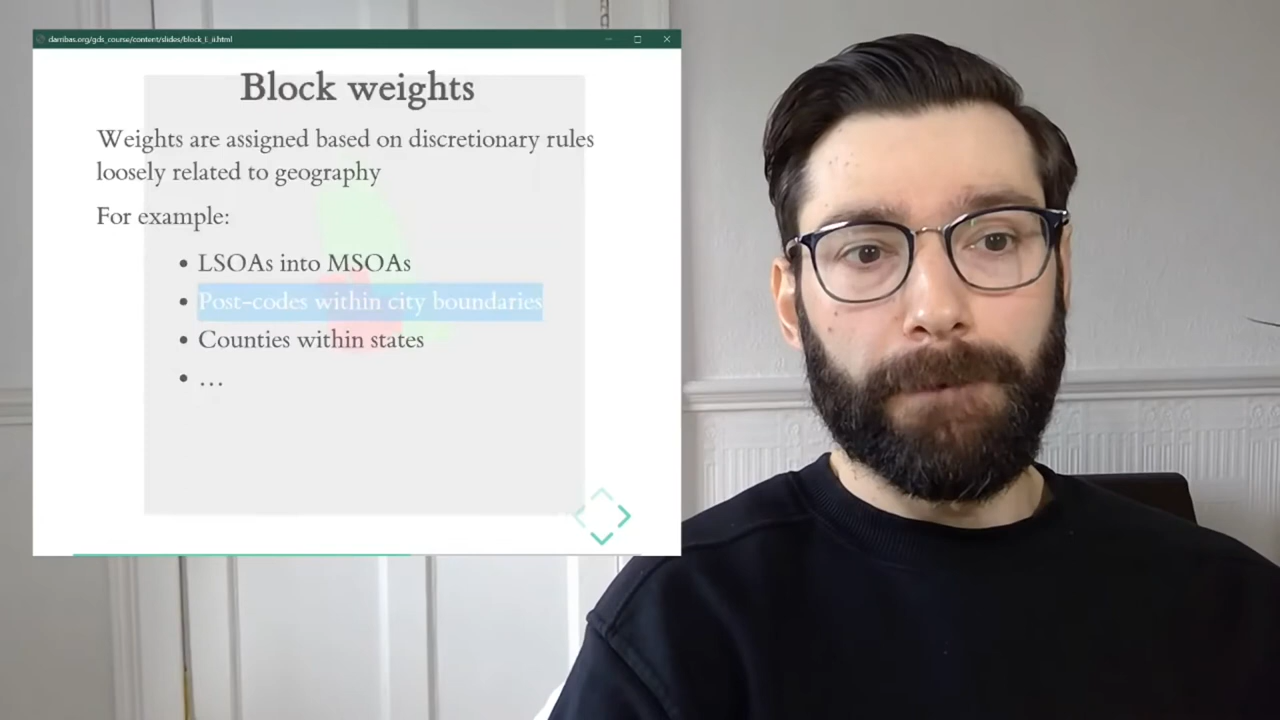 darribas.org/gds_course/content/slides/block_E_ii.html
Block weights
Weights are assigned based on discretionary rules
loosely related to geography
For example:
• LSOAs into MSOAs
• Post-codes within city boundaries
• Counties within states
• …